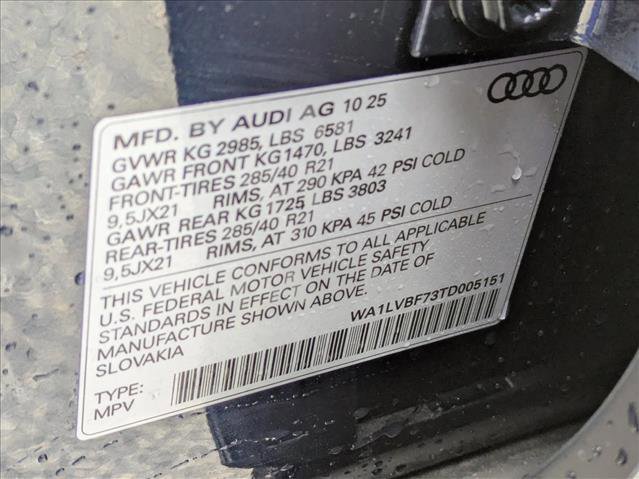 MFD. BY AUDI AG 10 25
GVWR KG 2985, LBS 6581
GAWR FRONT KG 1470, LBS 3241
FRONT-TIRES 285/40 R21
9,5JX21 RIMS, AT 290 KPA 42 PSI COLD
GAWR REAR KG 1725, LBS 3803
REAR-TIRES 285/40 R21
9,5JX21 RIMS, AT 310 KPA 45 PSI COLD
THIS VEHICLE CONFORMS TO ALL APPLICABLE
U.S. FEDERAL MOTOR VEHICLE SAFETY
STANDARDS IN EFFECT ON THE DATE OF
MANUFACTURE SHOWN ABOVE.
SLOVAKIA
WA1LVBF73TD005151
TYPE:
MPV